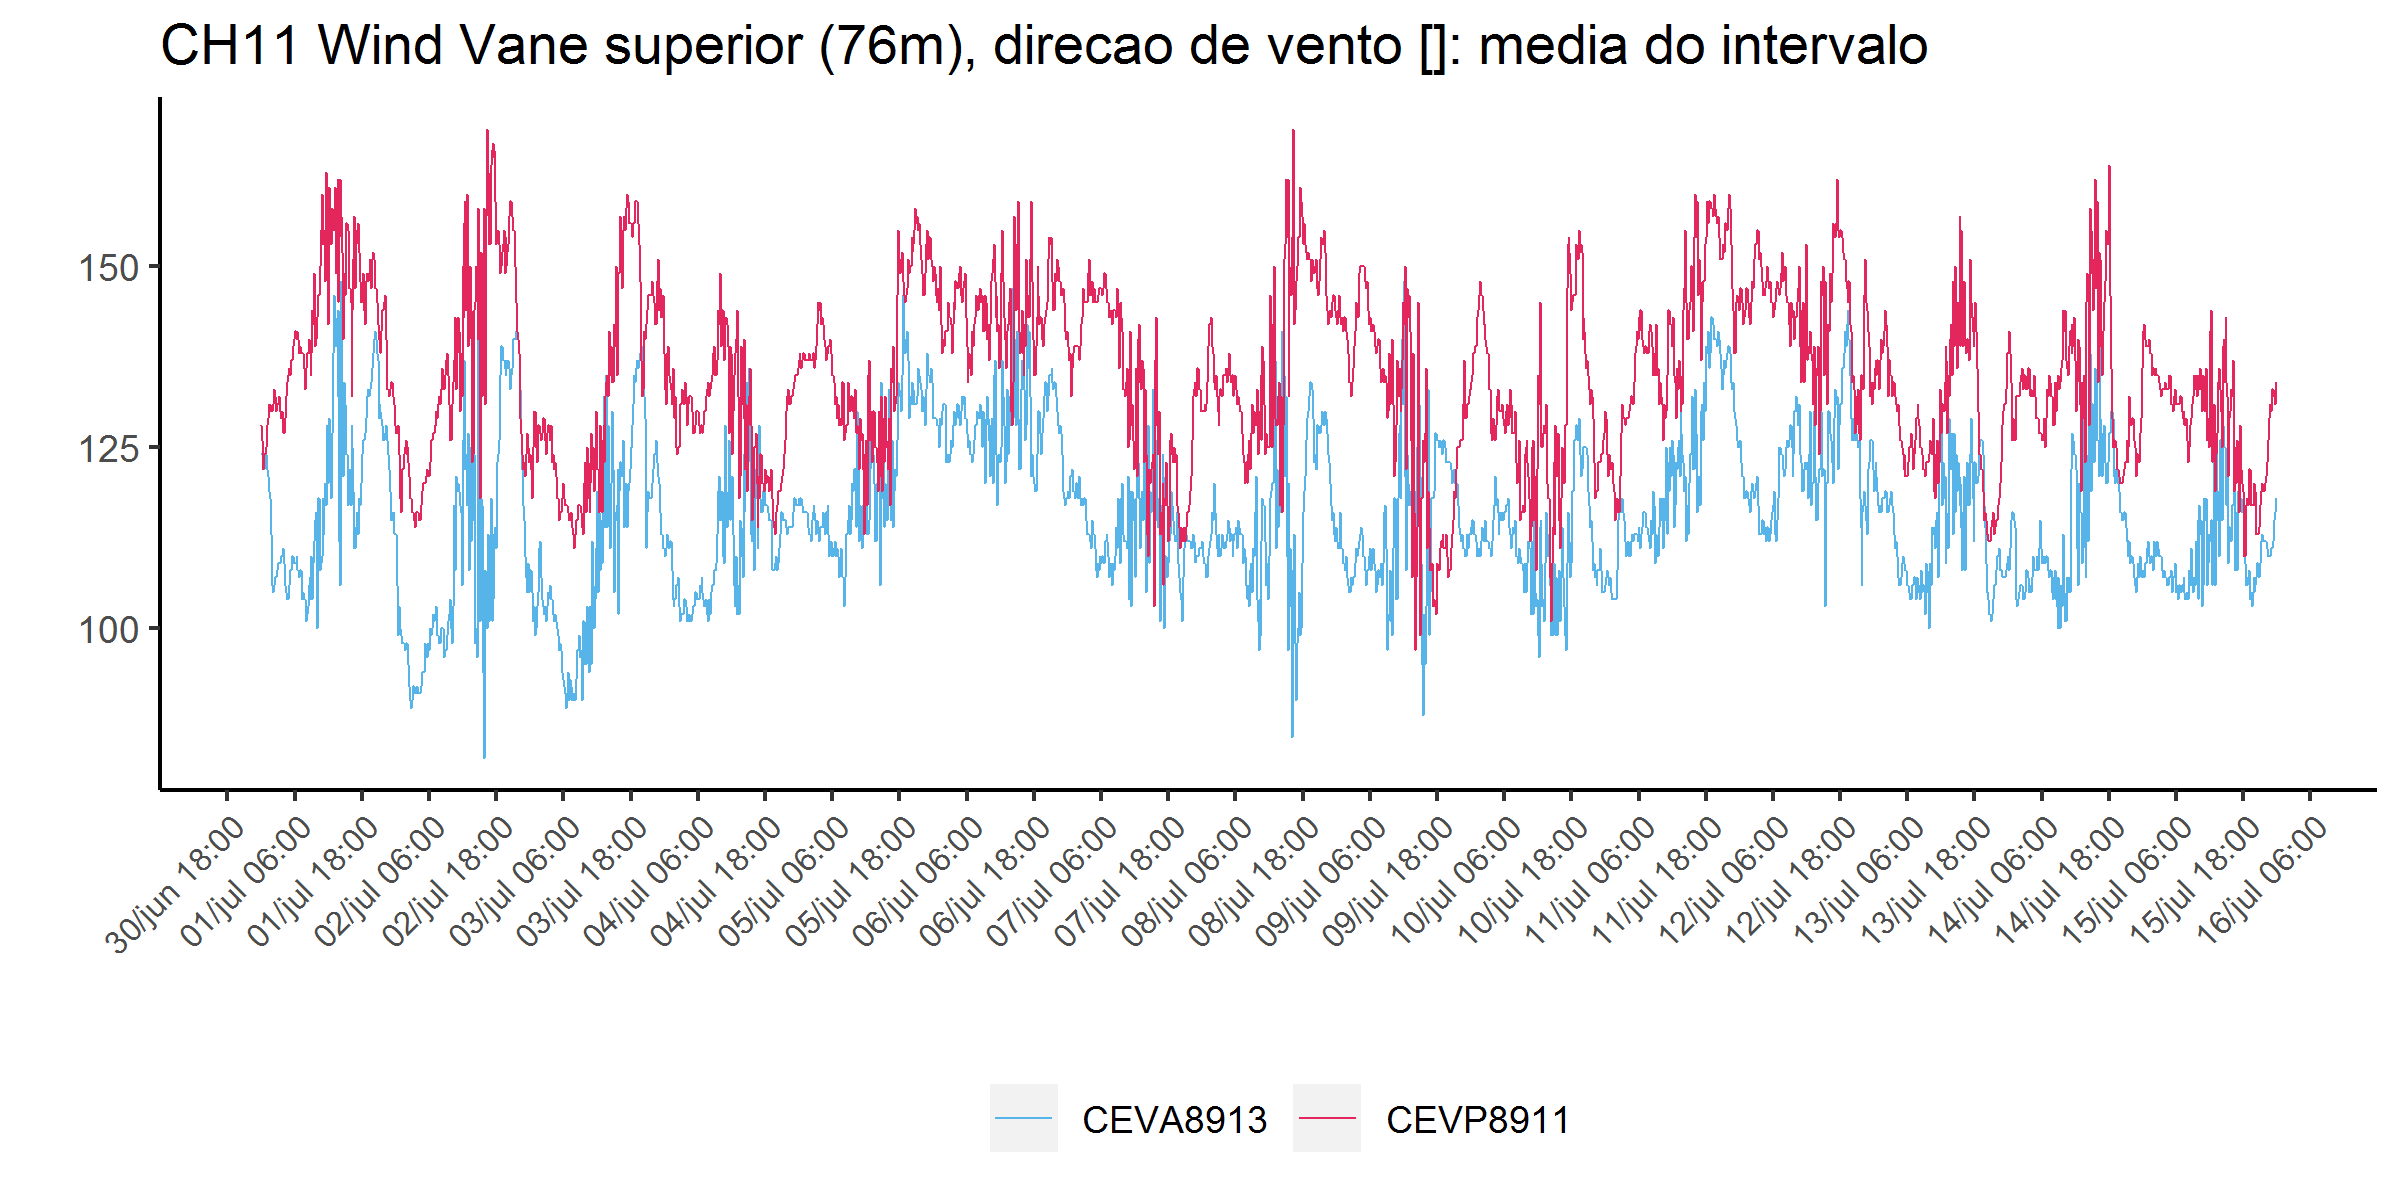 CH11 Wind Vane superior (76m), direcao de vento []: media do intervalo
150
125
100
30/jun 18:00
01/jul 06:00
01/jul 18:00
02/jul 06:00
02/jul 18:00
03/jul 06:00
03/jul 18:00
04/jul 06:00
04/jul 18:00
05/jul 06:00
05/jul 18:00
06/jul 06:00
06/jul 18:00
07/jul 06:00
07/jul 18:00
08/jul 06:00
08/jul 18:00
09/jul 06:00
09/jul 18:00
10/jul 06:00
10/jul 18:00
11/jul 06:00
11/jul 18:00
12/jul 06:00
12/jul 18:00
13/jul 06:00
13/jul 18:00
14/jul 06:00
14/jul 18:00
15/jul 06:00
15/jul 18:00
16/jul 06:00
CEVA8913
CEVP8911